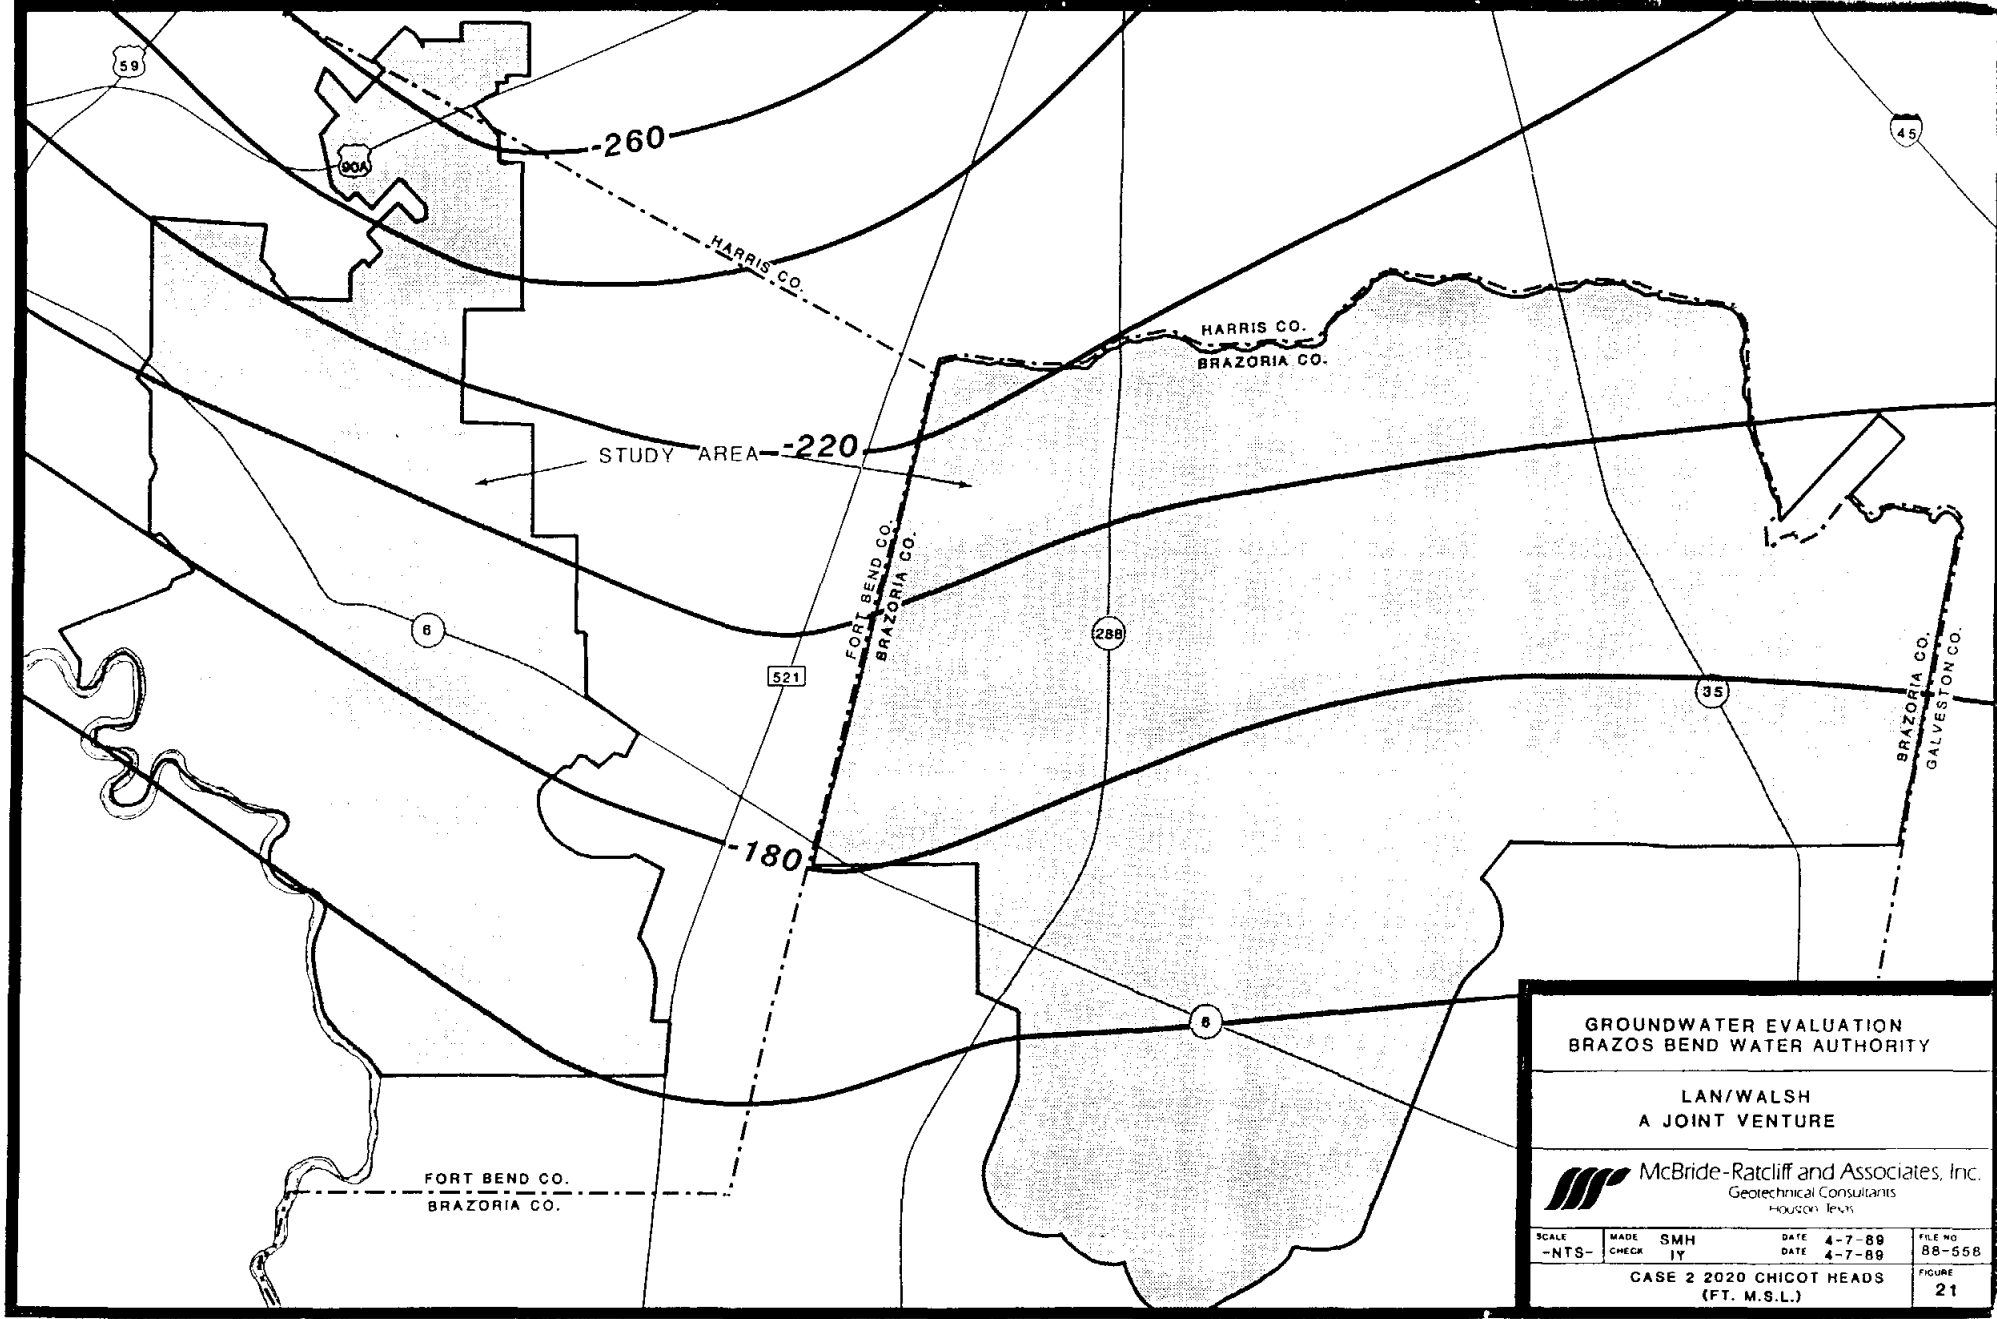 59
90A
-260
45
HARRIS CO.
HARRIS CO.
BRAZORIA CO.
STUDY AREA
-220
FORT BEND CO.
BRAZORIA CO.
6
288
521
35
BRAZORIA CO.
GALVESTON CO.
-180
6
FORT BEND CO.
BRAZORIA CO.
GROUNDWATER EVALUATION
BRAZOS BEND WATER AUTHORITY
LAN/WALSH
A JOINT VENTURE
McBride-Ratcliff and Associates, Inc.
Geotechnical Consultants
Houston Texas
SCALE -NTS-
MADE SMH DATE 4-7-89
CHECK IY DATE 4-7-89
FILE NO 88-558
CASE 2 2020 CHICOT HEADS
(FT. M.S.L.)
FIGURE 21